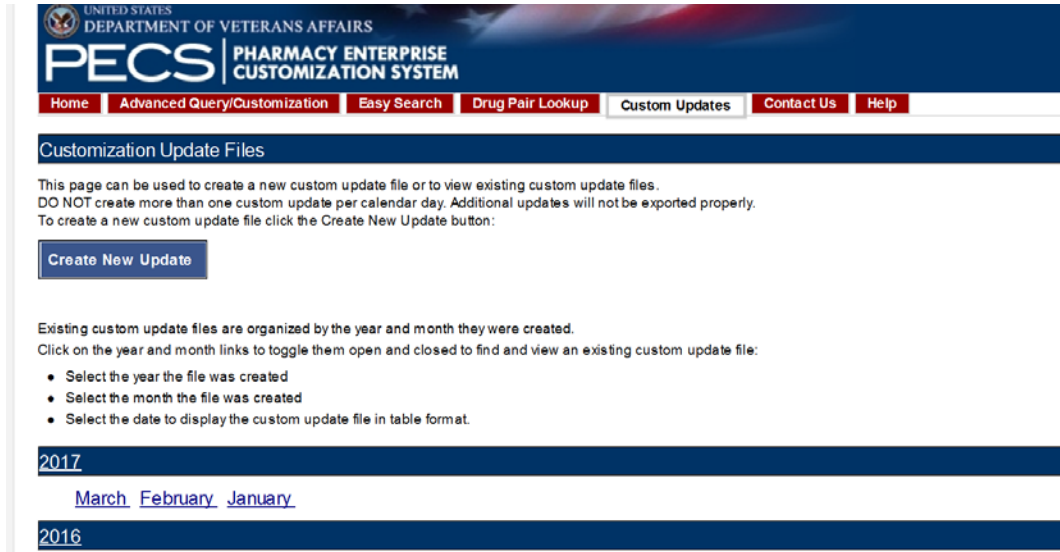 UNITED STATES
DEPARTMENT OF VETERANS AFFAIRS
PECS PHARMACY ENTERPRISE
CUSTOMIZATION SYSTEM
Home Advanced Query/Customization Easy Search Drug Pair Lookup Custom Updates Contact Us Help
Customization Update Files
This page can be used to create a new custom update file or to view existing custom update files.
DO NOT create more than one custom update per calendar day. Additional updates will not be exported properly.
To create a new custom update file click the Create New Update button:
Create New Update
Existing custom update files are organized by the year and month they were created.
Click on the year and month links to toggle them open and closed to find and view an existing custom update file:
• Select the year the file was created
• Select the month the file was created
• Select the date to display the custom update file in table format.
2017
March February January
2016